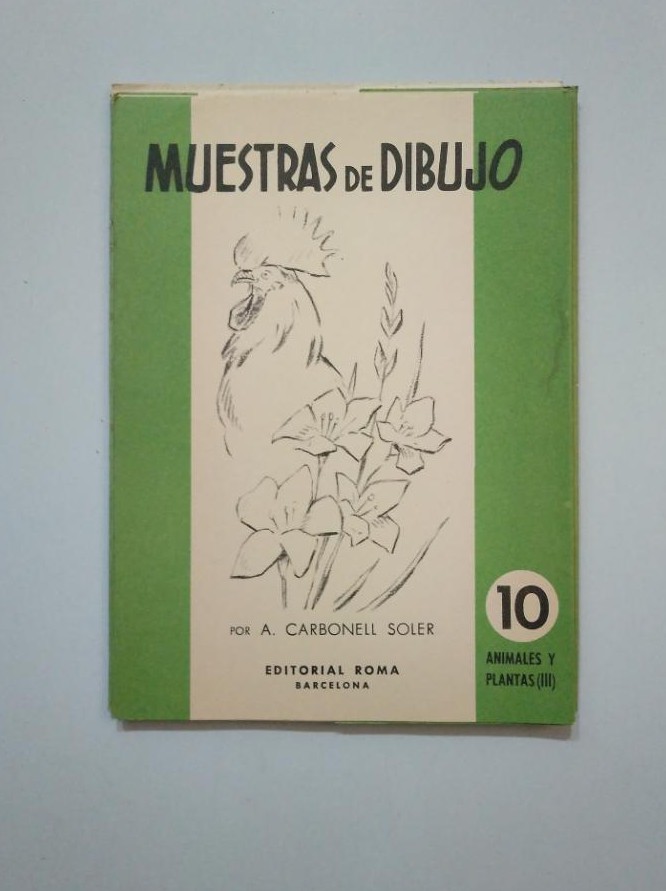 MUESTRAS DE DIBUJO
POR A. CARBONELL SOLER
EDITORIAL ROMA
BARCELONA
10
ANIMALES Y
PLANTAS (III)